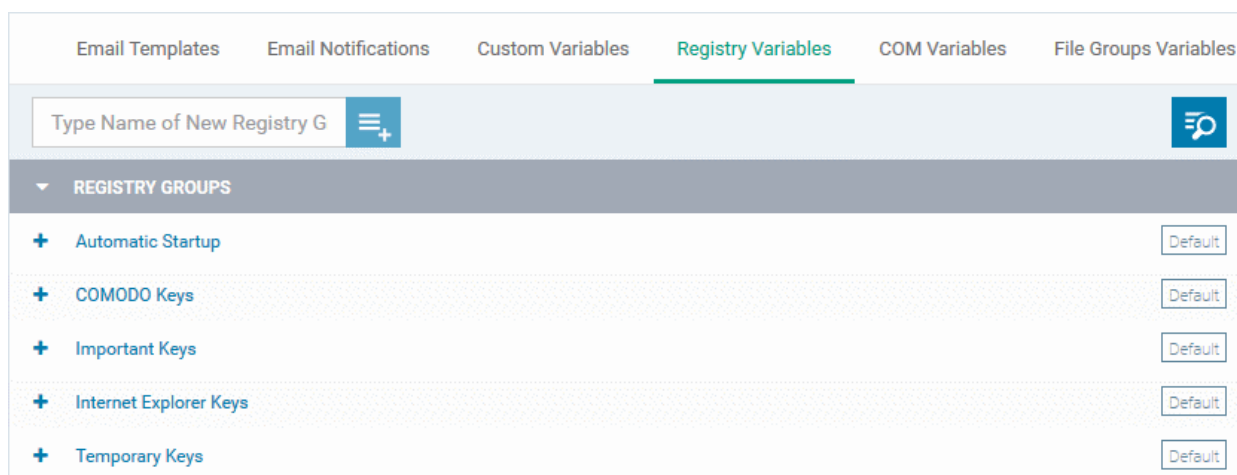 Email Templates Email Notifications Custom Variables Registry Variables COM Variables File Groups Variables
Type Name of New Registry G
REGISTRY GROUPS
Automatic Startup Default
COMODO Keys Default
Important Keys Default
Internet Explorer Keys Default
Temporary Keys Default